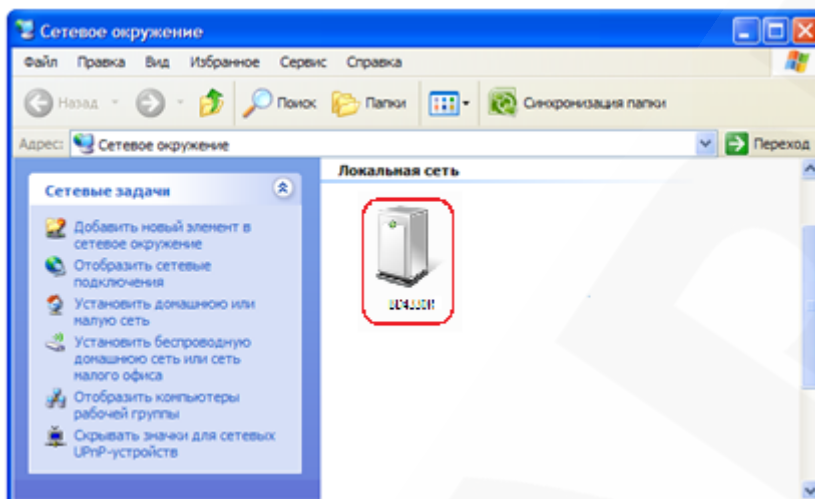 Сетевое окружение
Файл Правка Вид Избранное Сервис Справка
Назад Поиск Папки Синхронизация папки
Адрес: Сетевое окружение Переход
Сетевые задачи
Добавить новый элемент в
сетевое окружение
Отобразить сетевые
подключения
Установить домашнюю или
малую сеть
Установить беспроводную
домашнюю сеть или сеть
малого офиса
Отобразить компьютеры
рабочей группы
Скрывать значки для сетевых
UPnP-устройств
Локальная сеть